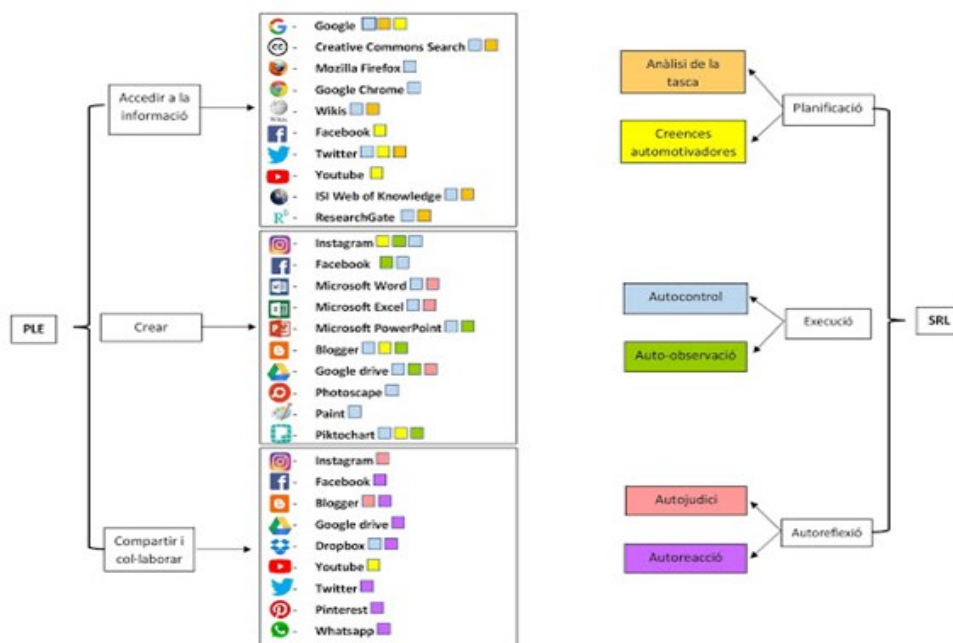 PLE
Accedir a la
informació
- Google
- Creative Commons Search
- Mozilla Firefox
- Google Chrome
- Wikis
- Facebook
- Twitter
- Youtube
- ISI Web of Knowledge
- ResearchGate
Crear
- Instagram
- Facebook
- Microsoft Word
- Microsoft Excel
- Microsoft PowerPoint
- Blogger
- Google drive
- Photoscape
- Paint
- Piktochart
Compartir i
col·laborar
- Instagram
- Facebook
- Blogger
- Google drive
- Dropbox
- Youtube
- Twitter
- Pinterest
- Whatsapp
Anàlisi de la
tasca
Creences
automotivadores
Planificació
Autocontrol
Auto-observació
Execució
Autojudici
Autoreacció
Autoreflexió
SRL